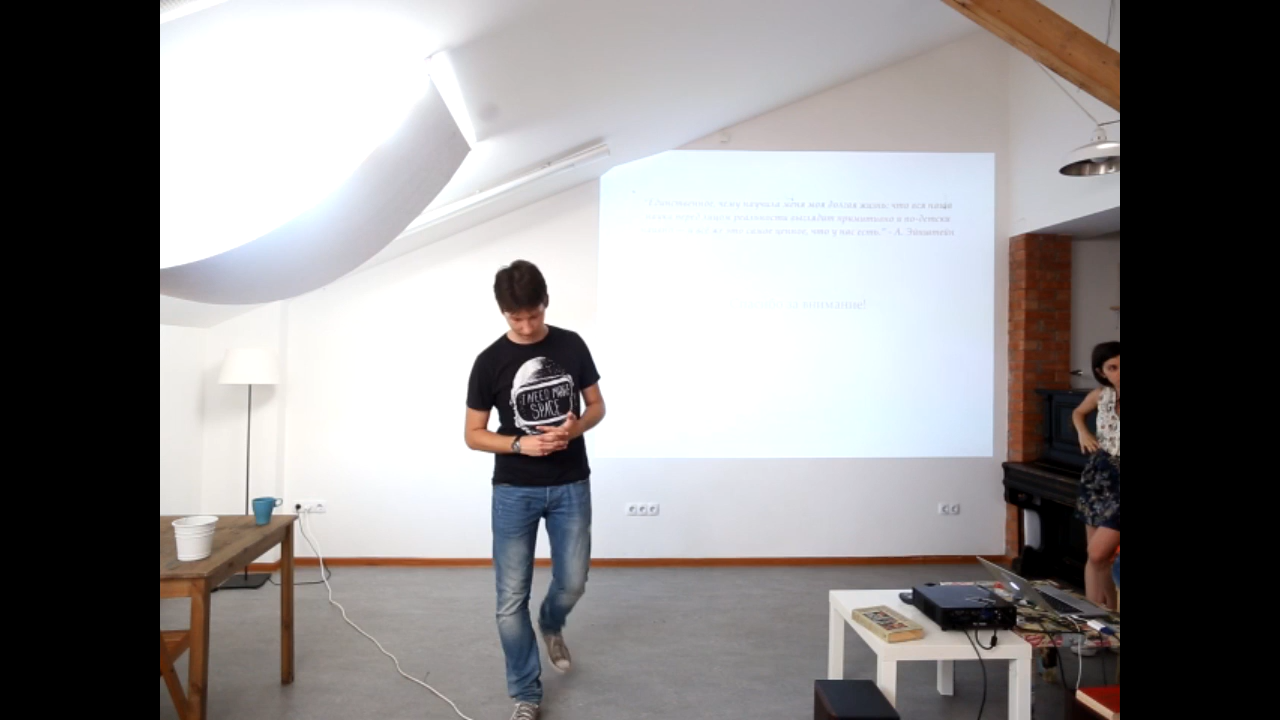 "Единственное, чему научила меня моя долгая жизнь: что вся наша
наука перед лицом реальности выглядит примитивно и по-детски
это самое ценное, что у нас есть." - А. Эйнштейн
внимание!
I NEED MORE
SPACE